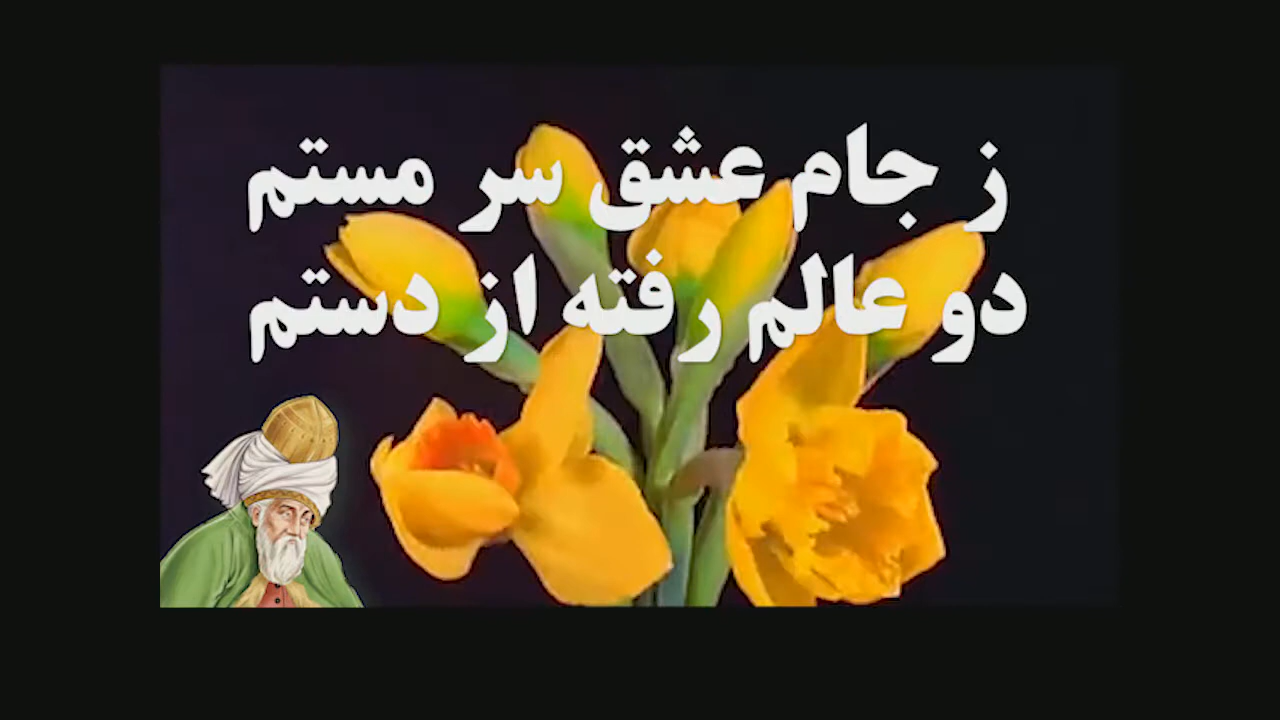 ز جام عشق سر مستم
دو عالم رفته از دستم